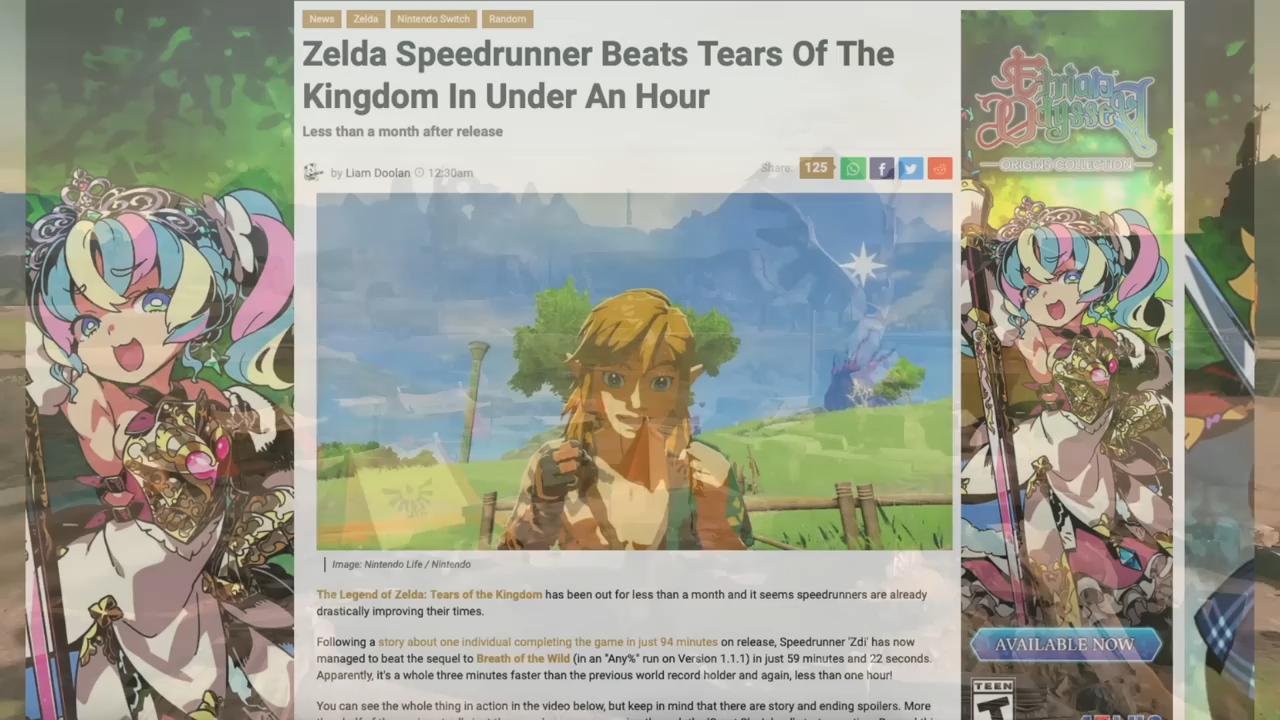 News
Zelda
Nintendo Switch
Random
Zelda Speedrunner Beats Tears Of The
Kingdom In Under An Hour
Less than a month after release
by Liam Doolan 12:30am
Share:
125
Image: Nintendo Life / Nintendo
The Legend of Zelda: Tears of the Kingdom has been out for less than a month and it seems speedrunners are already
drastically improving their times.
Following a story about one individual completing the game in just 94 minutes on release, Speedrunner 'Zdi' has now
managed to beat the sequel to Breath of the Wild (in an "Any%" run on Version 1.1.1) in just 59 minutes and 22 seconds.
Apparently, it's a whole three minutes faster than the previous world record holder and again, less than one hour!
You can see the whole thing in action in the video below, but keep in mind that there are story and ending spoilers. More
Etrian
Odyssey
ORIGINS COLLECTION
AVAILABLE NOW
TEEN
T